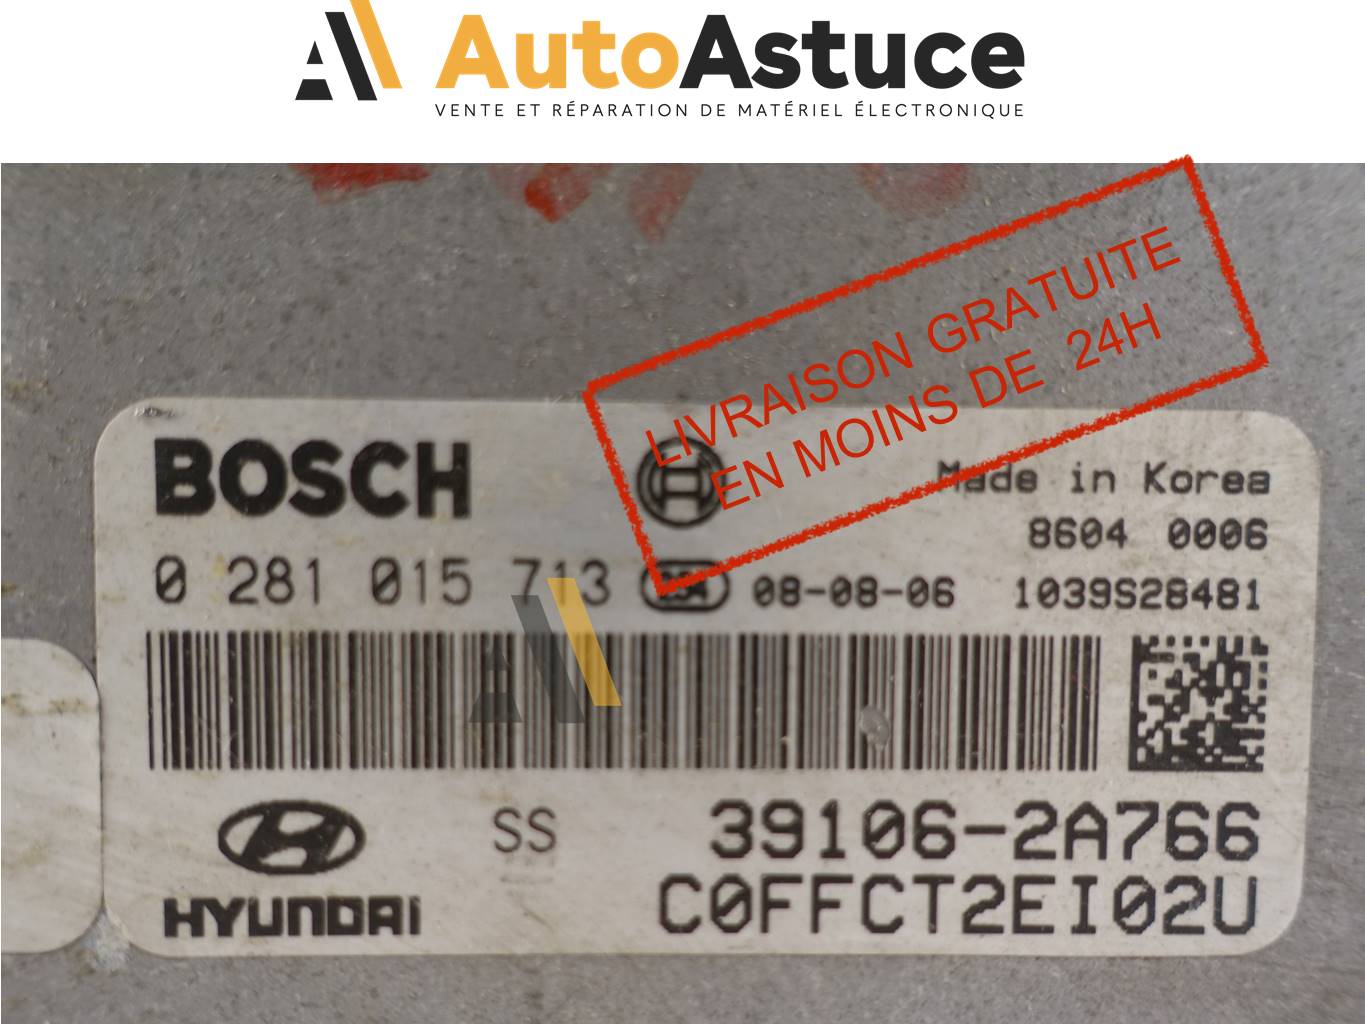 AutoAstuce
VENTE ET RÉPARATION DE MATÉRIEL ÉLECTRONIQUE
LIVRAISON GRATUITE
EN MOINS DE 24H
BOSCH
Made in Korea
8604 0006
0 281 015 713
08-08-06 1039S28481
HYUNDAI
SS
39106-2A766
C0FFCT2EI02U